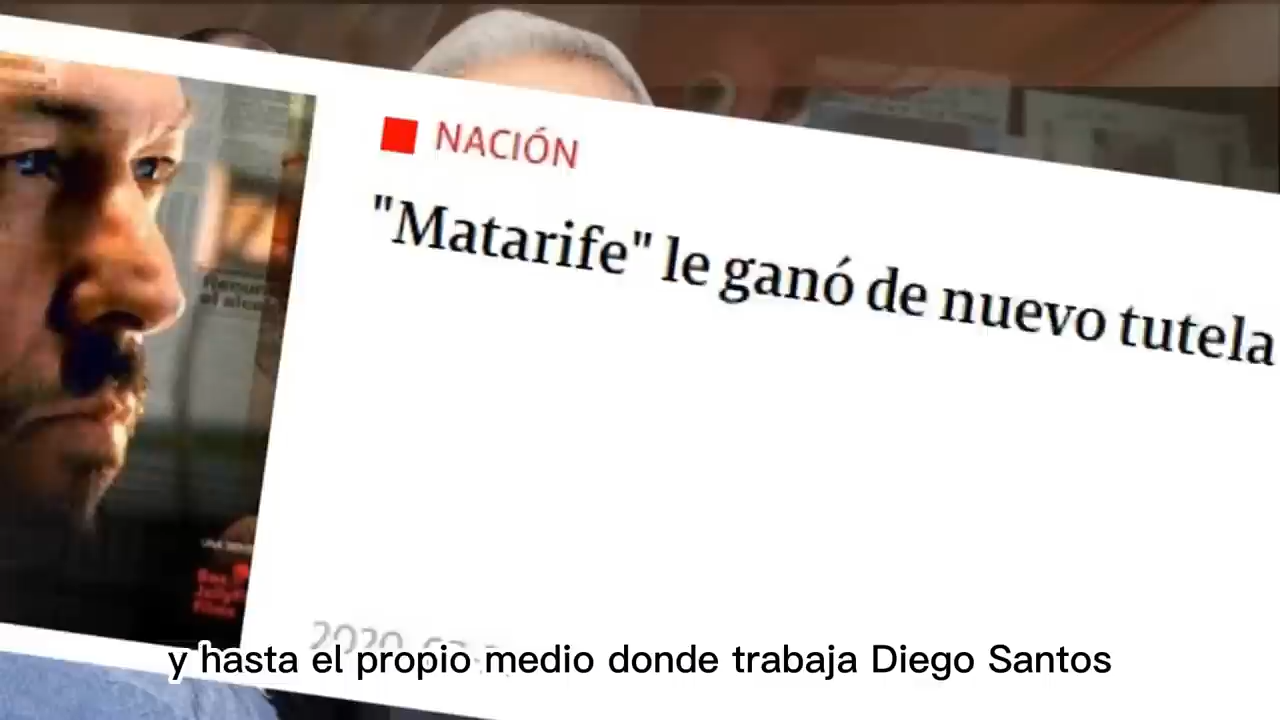 NACIÓN
"Matarife" le ganó de nuevo tutela
y hasta el propio medio donde trabaja Diego Santos